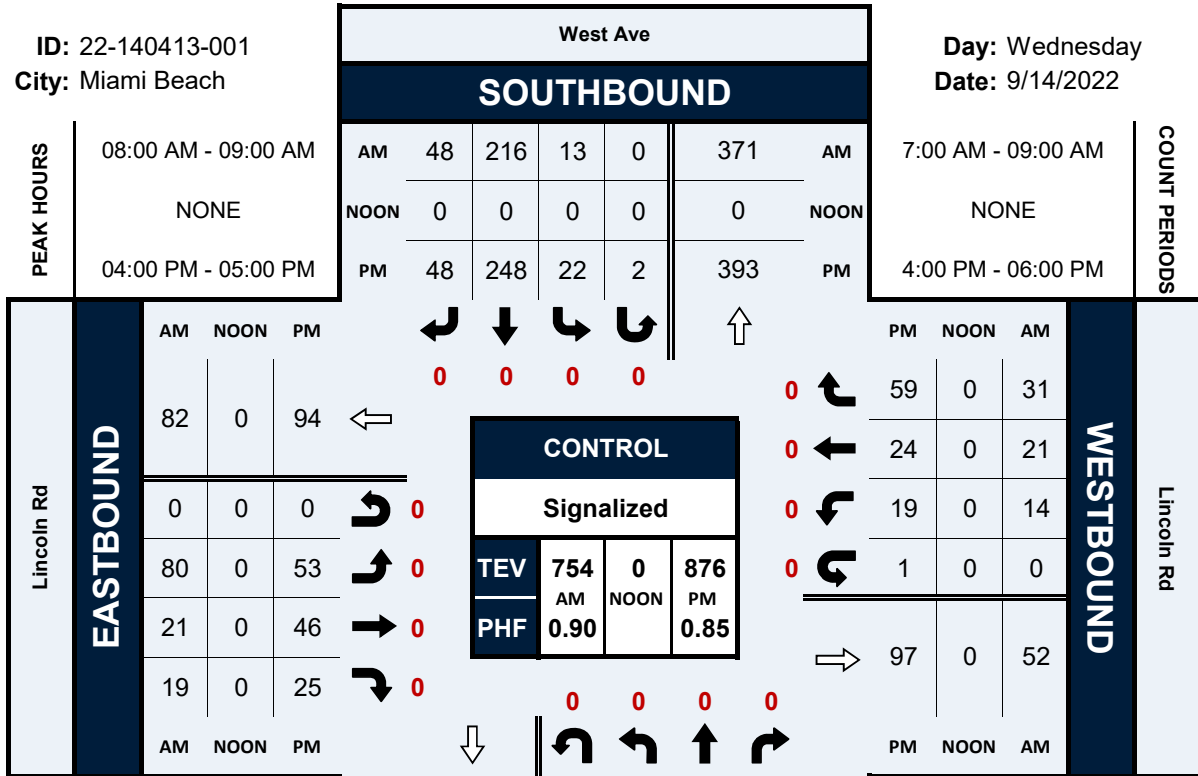 ID: 22-140413-001
City: Miami Beach
West Ave
SOUTHBOUND
Day: Wednesday
Date: 9/14/2022
PEAK HOURS
08:00 AM - 09:00 AM
NONE
04:00 PM - 05:00 PM
AM 48 216 13 0 371 AM
NOON 0 0 0 0 0 NOON
PM 48 248 22 2 393 PM
7:00 AM - 09:00 AM
NONE
4:00 PM - 06:00 PM
COUNT PERIODS
0 0 0 0
Lincoln Rd
EASTBOUND
AM NOON PM
82 0 94
0 0 0 0
80 0 53 0
21 0 46 0
19 0 25 0
AM NOON PM
CONTROL
Signalized
TEV 754 0 876
AM NOON PM
PHF 0.90 0.85
PM NOON AM
0 59 0 31
0 24 0 21
0 19 0 14
0 1 0 0
97 0 52
PM NOON AM
WESTBOUND
Lincoln Rd
0 0 0 0